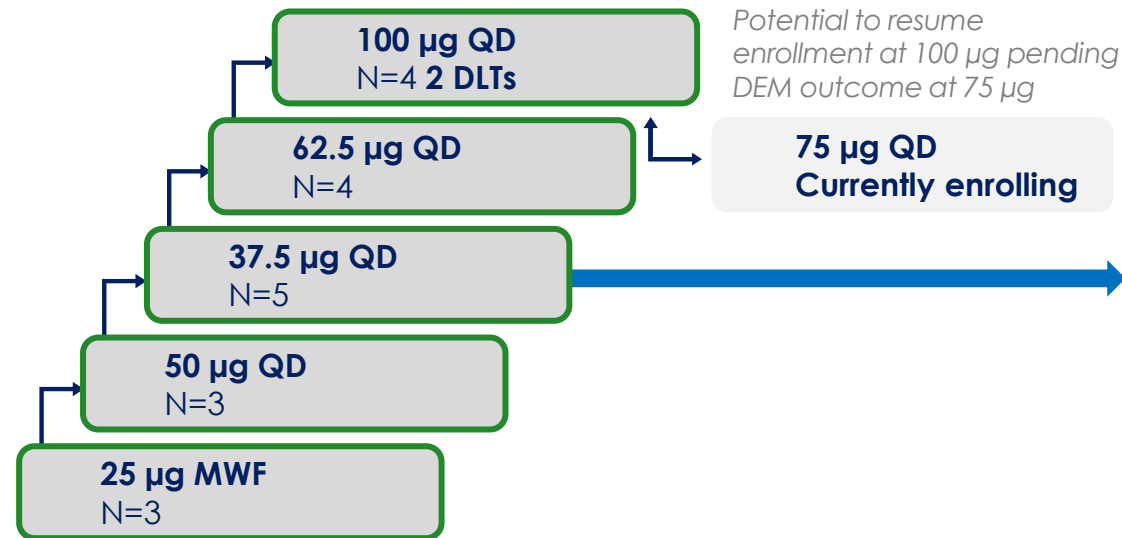 100 µg QD
N=4 2 DLTs
Potential to resume
enrollment at 100 µg pending
DEM outcome at 75 µg
62.5 µg QD
N=4
75 µg QD
Currently enrolling
37.5 µg QD
N=5
50 µg QD
N=3
25 µg MWF
N=3